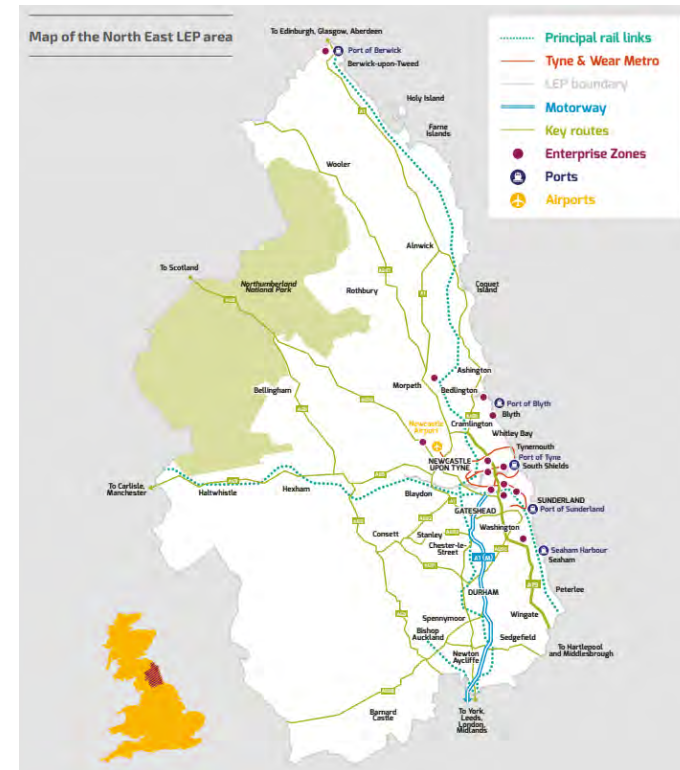 Map of the North East LEP area
Principal rail links
Tyne & Wear Metro
LEP boundary
Motorway
Key routes
Enterprise Zones
Ports
Airports
To Edinburgh, Glasgow, Aberdeen
Port of Berwick
Berwick-upon-Tweed
Holy Island
Farne
Islands
Wooler
Alnwick
To Scotland
Northumberland
National Park
Rothbury
Coquet
Island
Ashington
Morpeth
Bedlington
Bellingham
Port of Blyth
Blyth
Newcastle
Airport
Cramlington
Whitley Bay
Tynemouth
Port of Tyne
NEWCASTLE
UPON TYNE
South Shields
To Carlisle,
Manchester
Haltwhistle
Hexham
Blaydon
SUNDERLAND
GATESHEAD
Port of Sunderland
Washington
Consett
Stanley
Chester-le-
Street
Seaham Harbour
Seaham
A1(M)
Peterlee
DURHAM
Wingate
Spennymoor
Bishop
Auckland
Sedgefield
To Hartlepool
and Middlesbrough
Newton
Aycliffe
Barnard
Castle
To York,
Leeds,
London,
Midlands